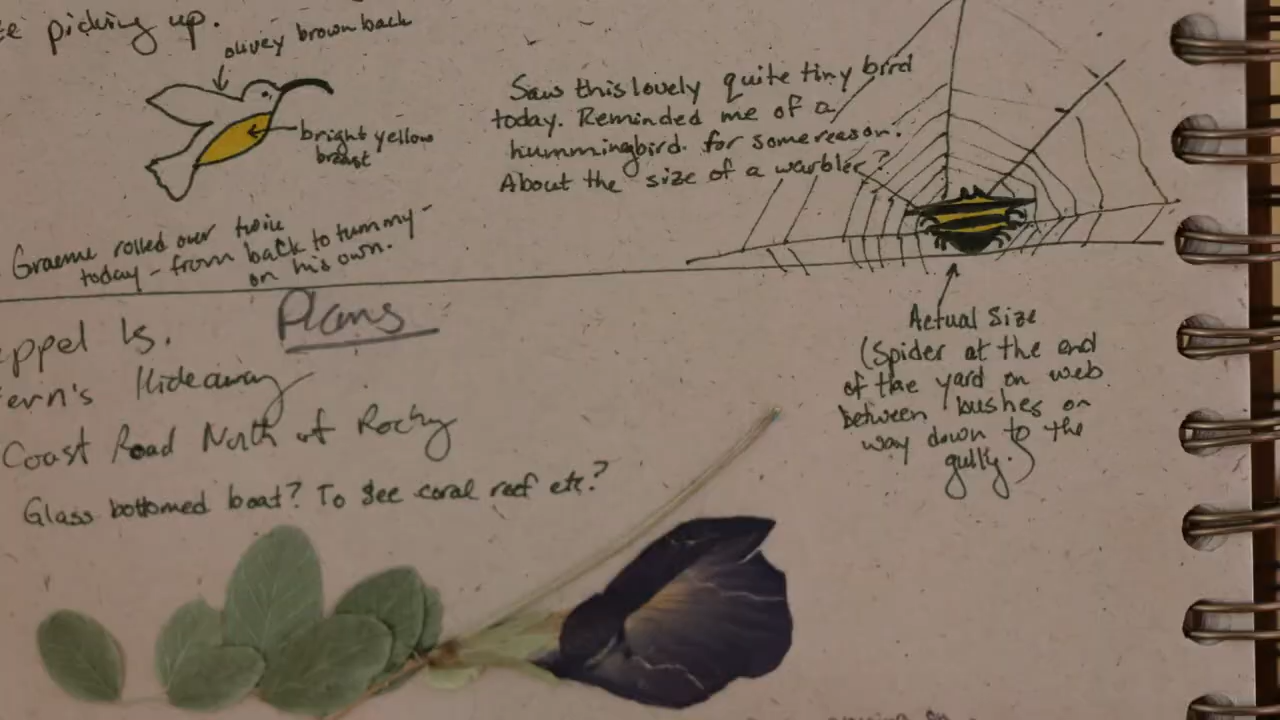 picking up.
olivey brown back
bright yellow
breast
Saw this lovely quite tiny bird
today. Reminded me of a
hummingbird. for some reason.
About the size of a warbler?
Graeme rolled over twice
today - from back to tummy -
on his own.
Plans
Is.
Hideaway
Coast Road North of Rocky
Glass bottomed boat? To see coral reef etc.?
Actual Size
(Spider at the end
of the yard on web
between bushes on
way down to the
gully.)